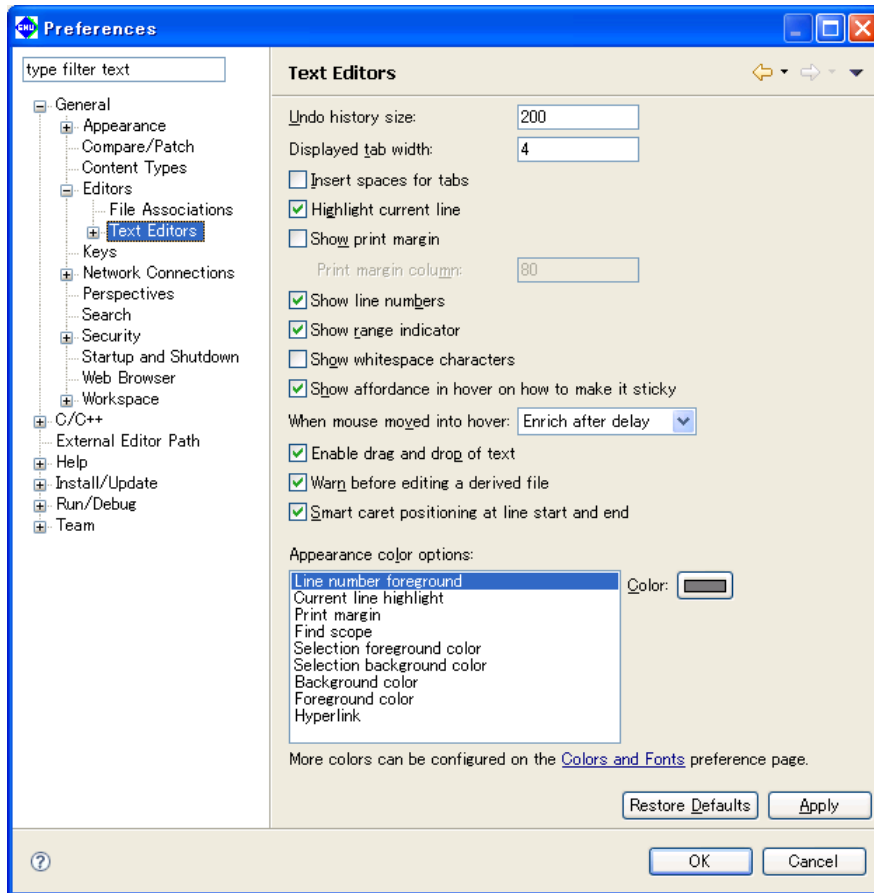 Preferences
type filter text
General
Appearance
Compare/Patch
Content Types
Editors
File Associations
Text Editors
Keys
Network Connections
Perspectives
Search
Security
Startup and Shutdown
Web Browser
Workspace
C/C++
External Editor Path
Help
Install/Update
Run/Debug
Team
Text Editors
Undo history size: 200
Displayed tab width: 4
Insert spaces for tabs
Highlight current line
Show print margin
Print margin column: 80
Show line numbers
Show range indicator
Show whitespace characters
Show affordance in hover on how to make it sticky
When mouse moved into hover: Enrich after delay
Enable drag and drop of text
Warn before editing a derived file
Smart caret positioning at line start and end
Appearance color options:
Line number foreground
Current line highlight
Print margin
Find scope
Selection foreground color
Selection background color
Background color
Foreground color
Hyperlink
Color:
More colors can be configured on the Colors and Fonts preference page.
Restore Defaults Apply
OK Cancel